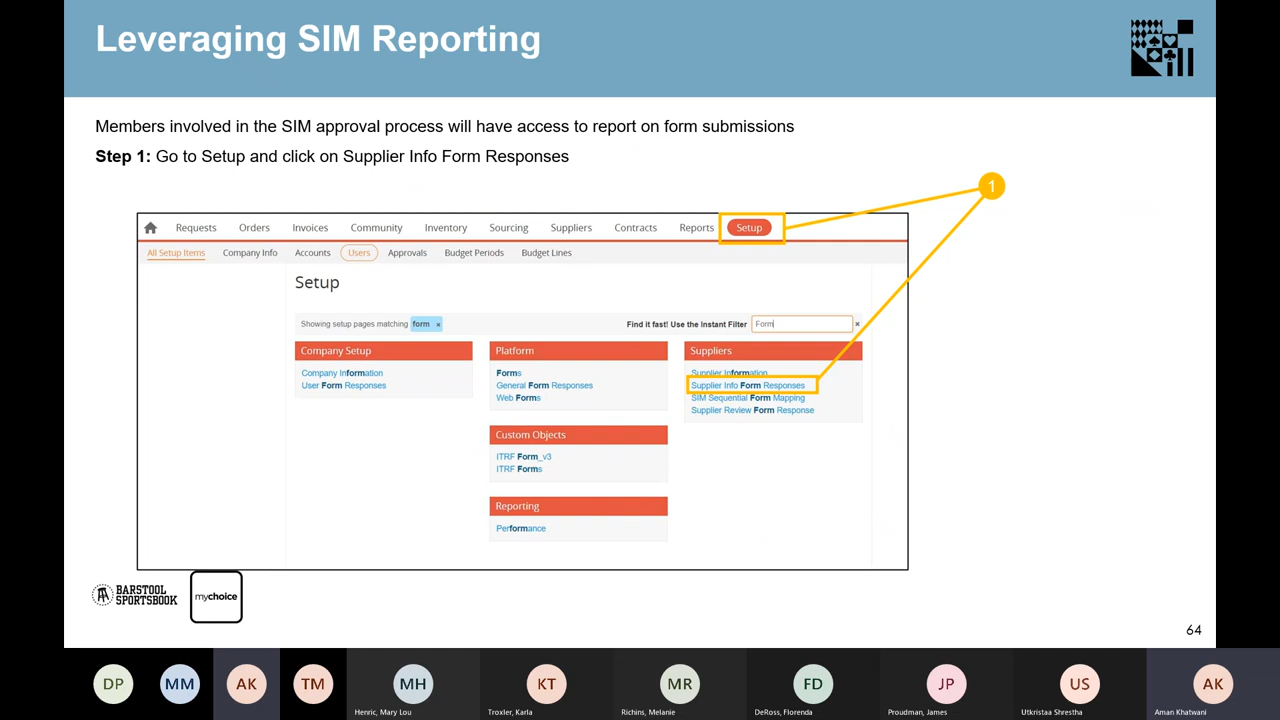 Leveraging SIM Reporting
Members involved in the SIM approval process will have access to report on form submissions
Step 1: Go to Setup and click on Supplier Info Form Responses
1
Requests Orders Invoices Community Inventory Sourcing Suppliers Contracts Reports Setup
All Setup Items Company Info Accounts Users Approvals Budget Periods Budget Lines
Setup
Showing setup pages matching form × Find it fast! Use the Instant Filter Form ×
Company Setup
Company Information
User Form Responses
Platform
Forms
General Form Responses
Web Forms
Custom Objects
ITRF Form_v3
ITRF Forms
Reporting
Performance
Suppliers
Supplier Information
Supplier Info Form Responses
SIM Sequential Form Mapping
Supplier Review Form Response
BARSTOOL
SPORTSBOOK
mychoice
64
DP MM AK TM MH KT MR FD JP US AK
Henric, Mary Lou Troxler, Karla Richins, Melanie DeRoss, Florenda Proudman, James Utkristaa Shrestha Aman Khatwani